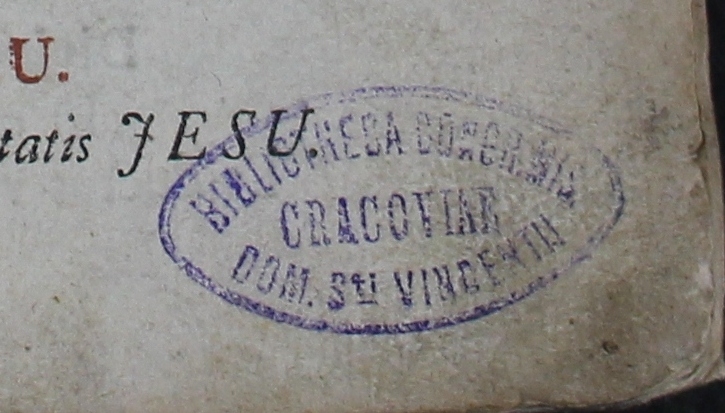 U.
tatis JESU.
BIBLIOTHECA CONGR. MIS.
CRACOVIAE
DOM. Sti VINCENTII